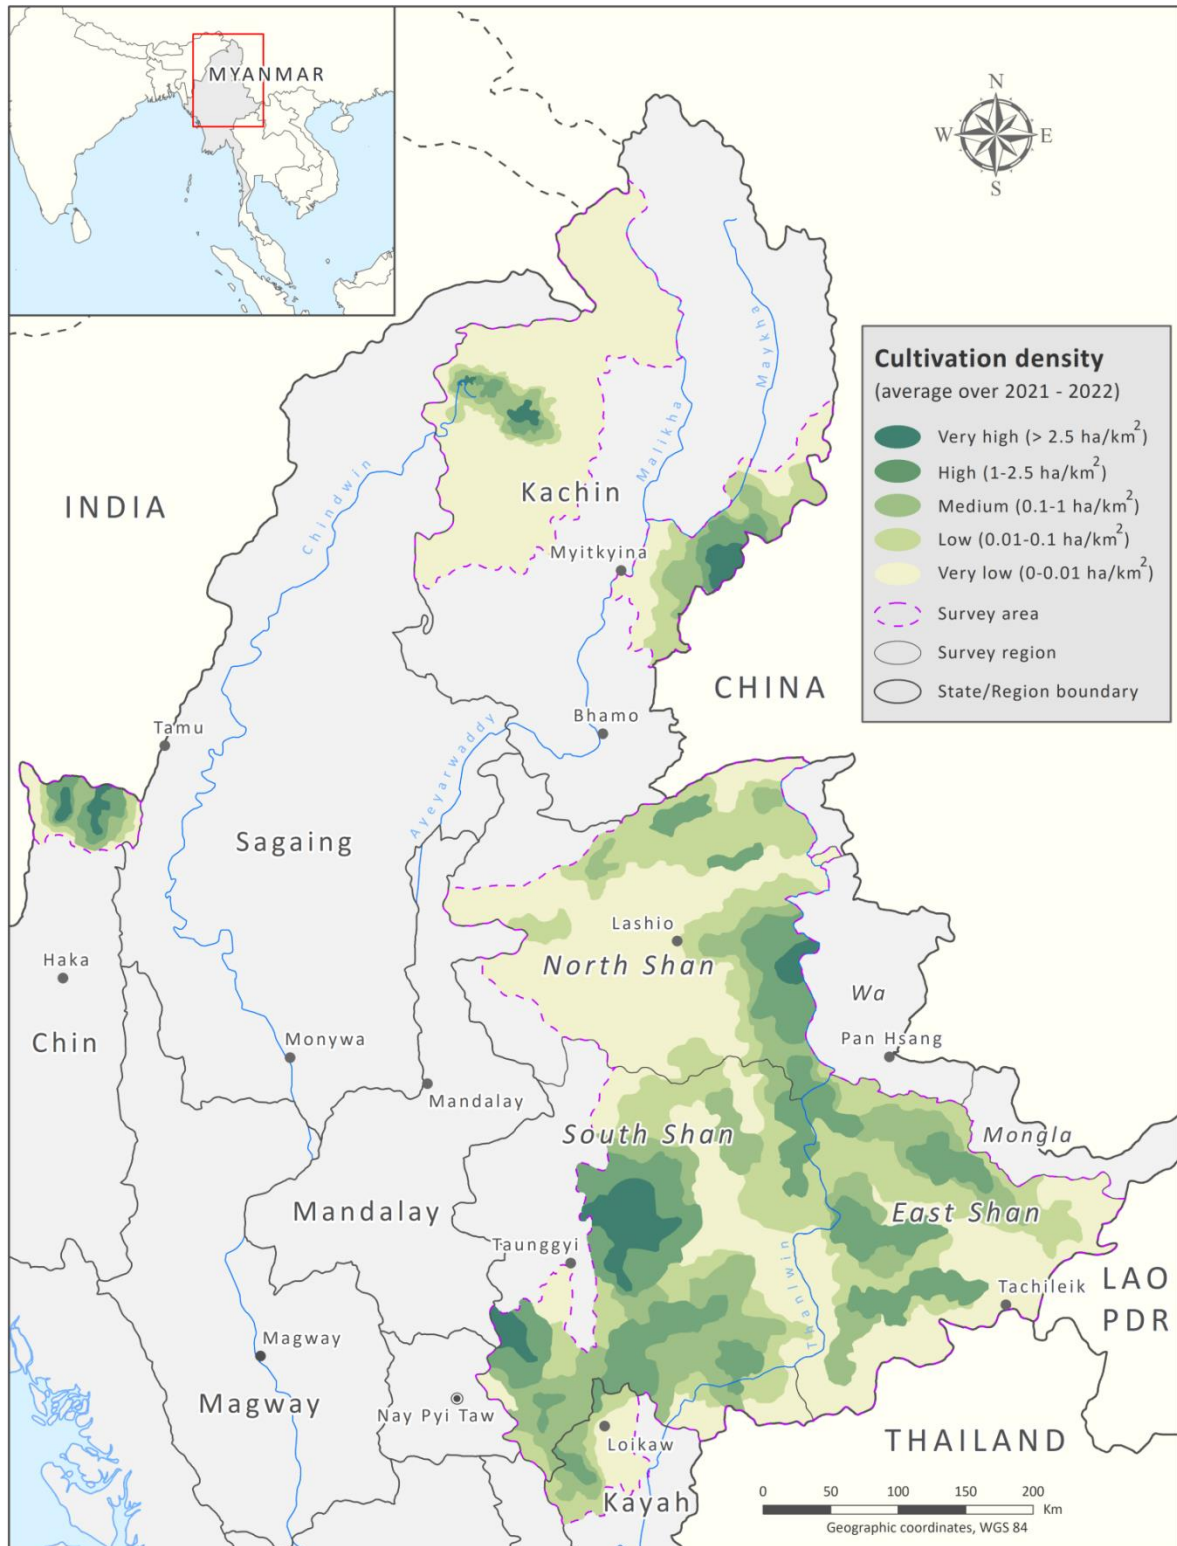 MYANMAR
N
W E
S
Cultivation density
(average over 2021 - 2022)
Very high (> 2.5 ha/km²)
High (1-2.5 ha/km²)
Medium (0.1-1 ha/km²)
Low (0.01-0.1 ha/km²)
Very low (0-0.01 ha/km²)
Survey area
Survey region
State/Region boundary
Maykha
Malikha
Chindwin
INDIA
Kachin
Myitkyina
CHINA
Tamu
Bhamo
Ayeyarwaddy
Sagaing
Lashio
North Shan
Haka
Wa
Chin
Monywa
Pan Hsang
Mandalay
South Shan
Mongla
Mandalay
East Shan
Taunggyi
Thanlwin
Tachileik
LAO
PDR
Magway
Magway
Nay Pyi Taw
Loikaw
THAILAND
Kayah
0 50 100 150 200 Km
Geographic coordinates, WGS 84